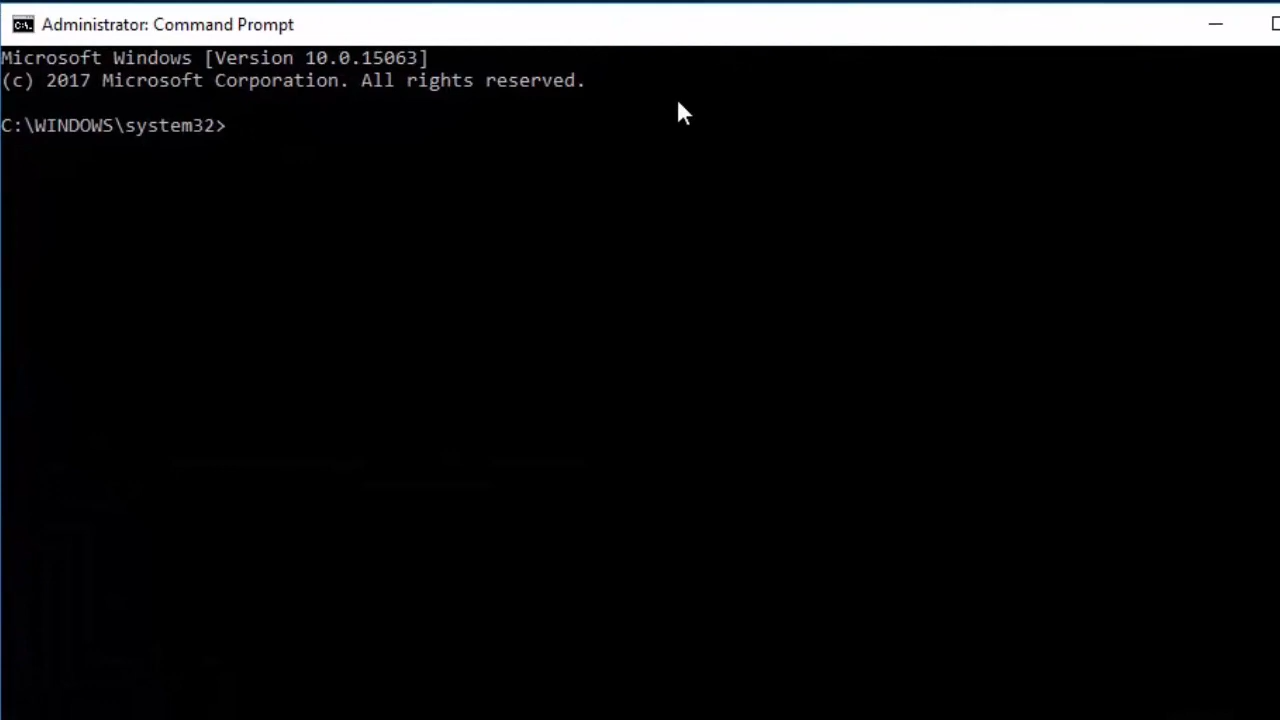 Administrator: Command Prompt
Microsoft Windows [Version 10.0.15063]
(c) 2017 Microsoft Corporation. All rights reserved.
C:\WINDOWS\system32>